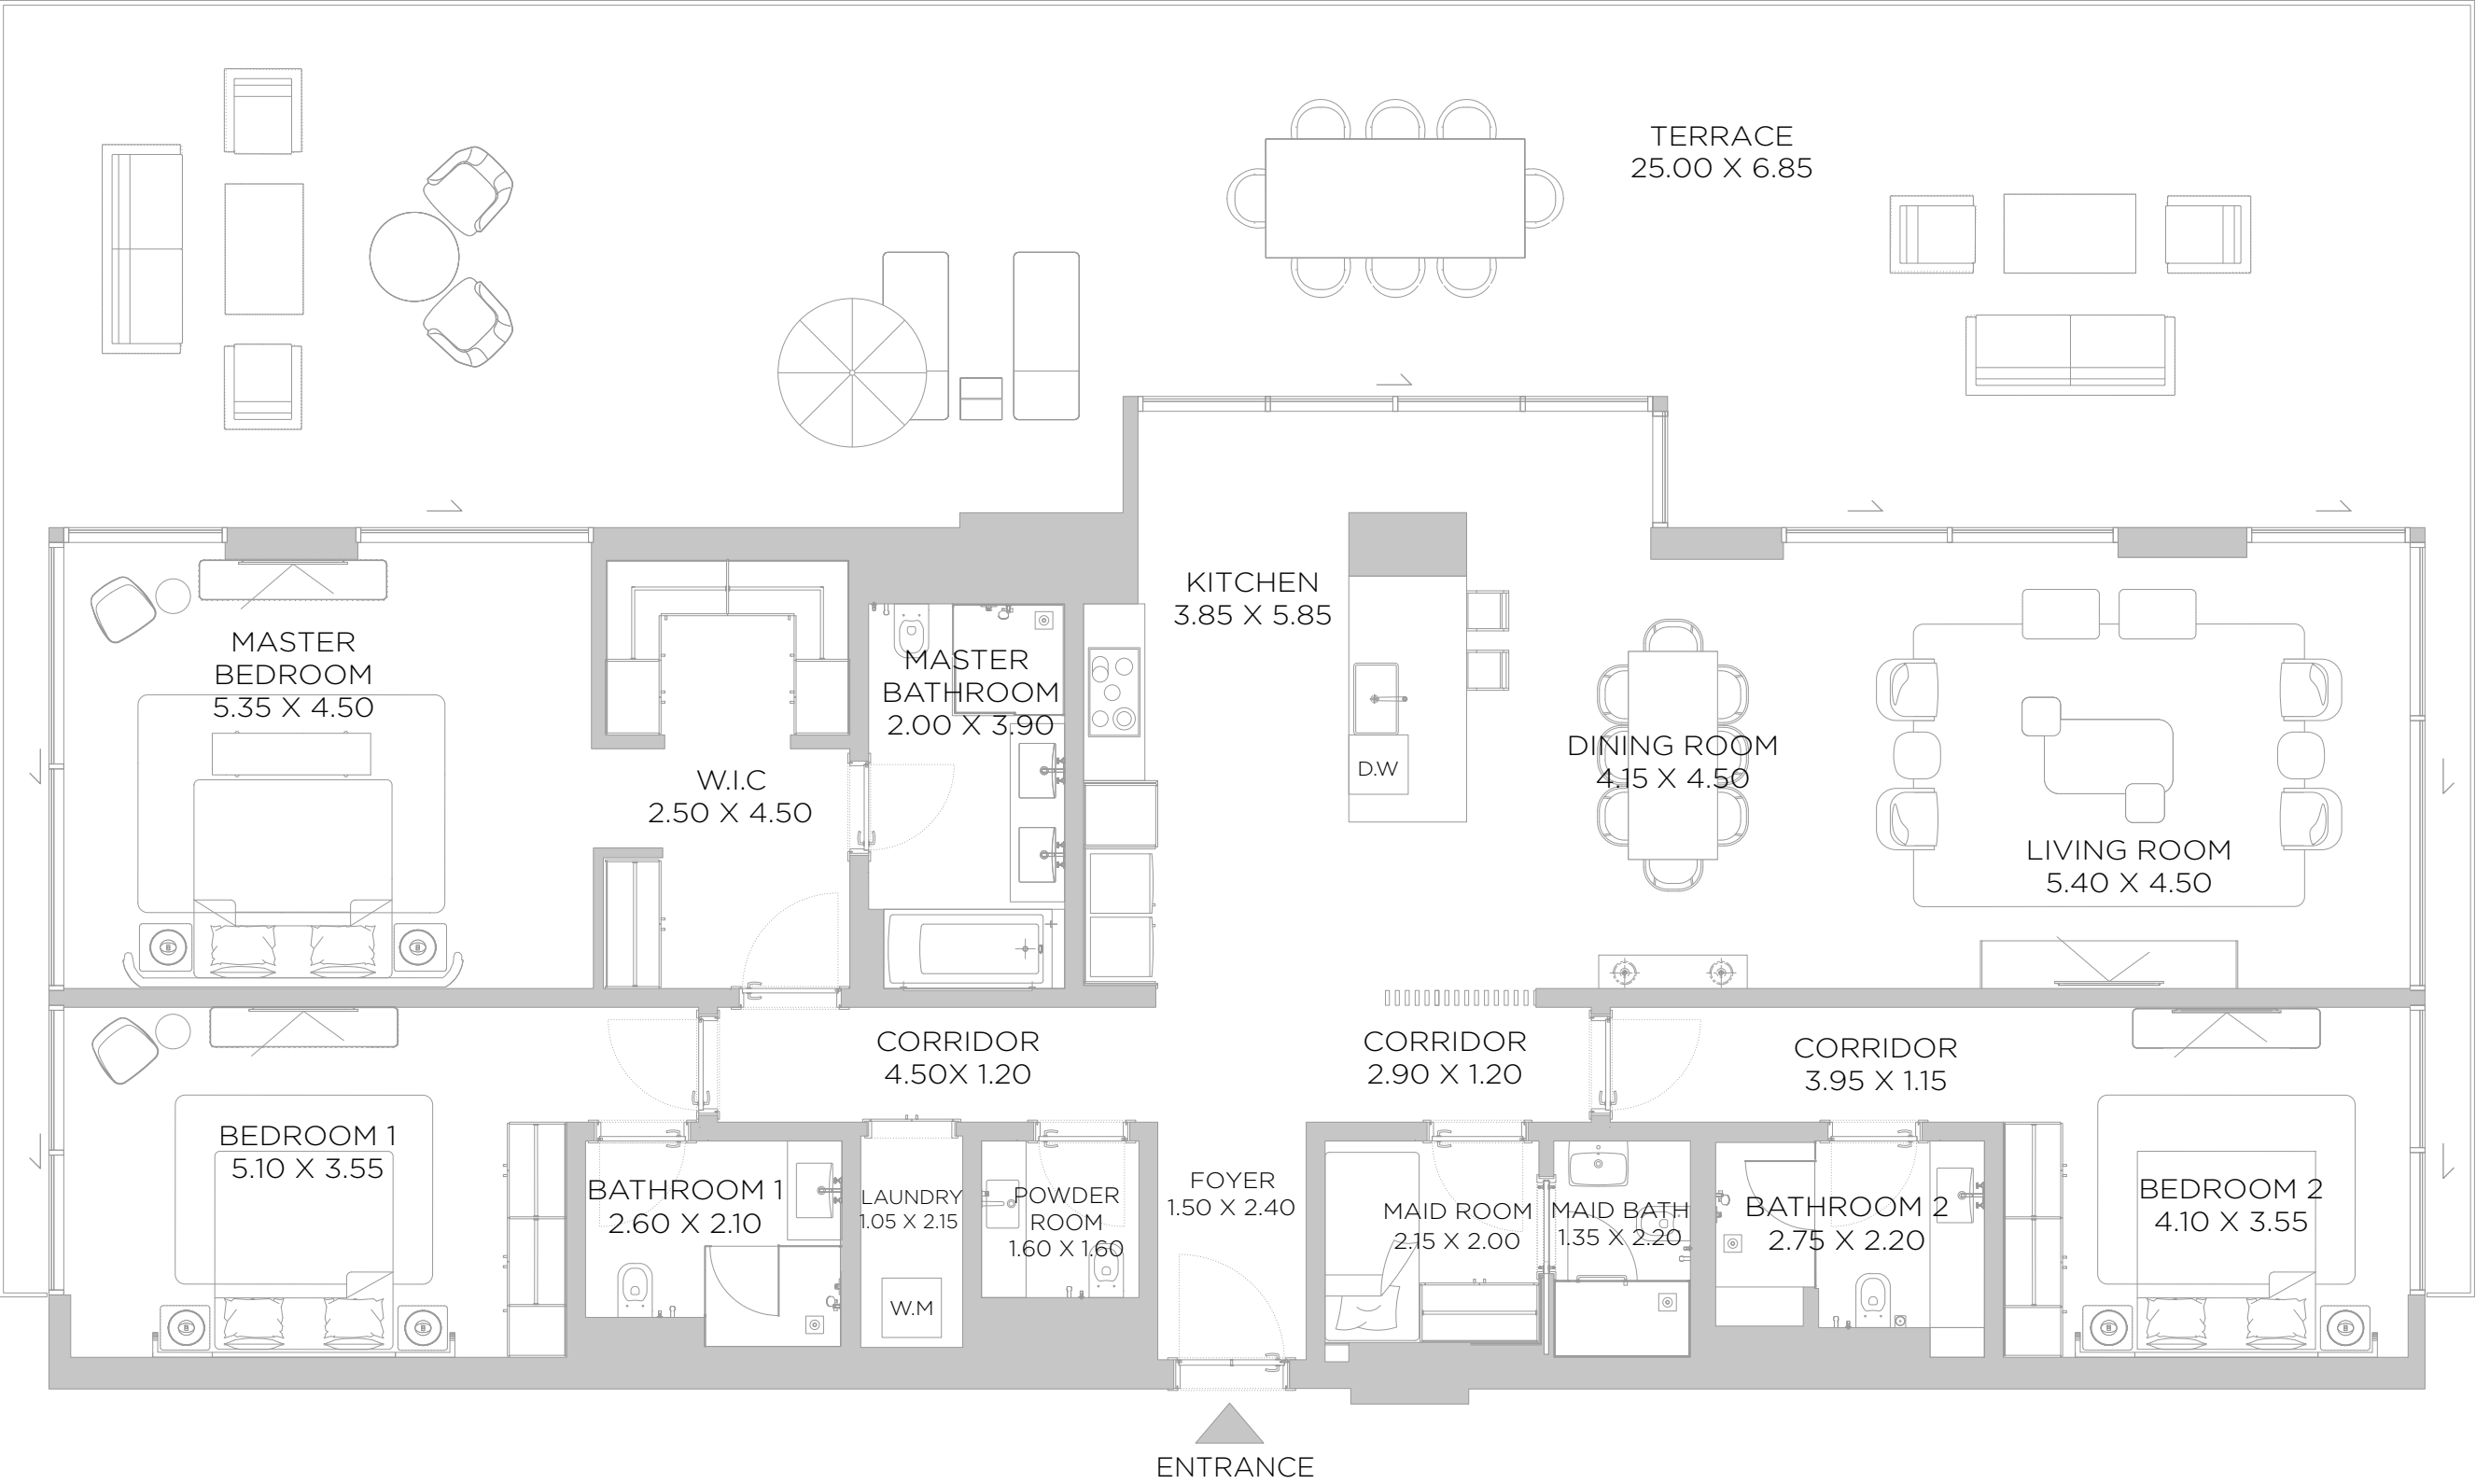 TERRACE
25.00 X 6.85
KITCHEN
3.85 X 5.85
MASTER
BEDROOM
5.35 X 4.50
MASTER
BATHROOM
2.00 X 3.90
W.I.C
2.50 X 4.50
D.W
DINING ROOM
4.15 X 4.50
LIVING ROOM
5.40 X 4.50
CORRIDOR
4.50X 1.20
CORRIDOR
2.90 X 1.20
CORRIDOR
3.95 X 1.15
BEDROOM 1
5.10 X 3.55
BATHROOM 1
2.60 X 2.10
LAUNDRY
1.05 X 2.15
W.M
POWDER
ROOM
1.60 X 1.60
FOYER
1.50 X 2.40
MAID ROOM
2.15 X 2.00
MAID BATH
1.35 X 2.20
BATHROOM 2
2.75 X 2.20
BEDROOM 2
4.10 X 3.55
ENTRANCE